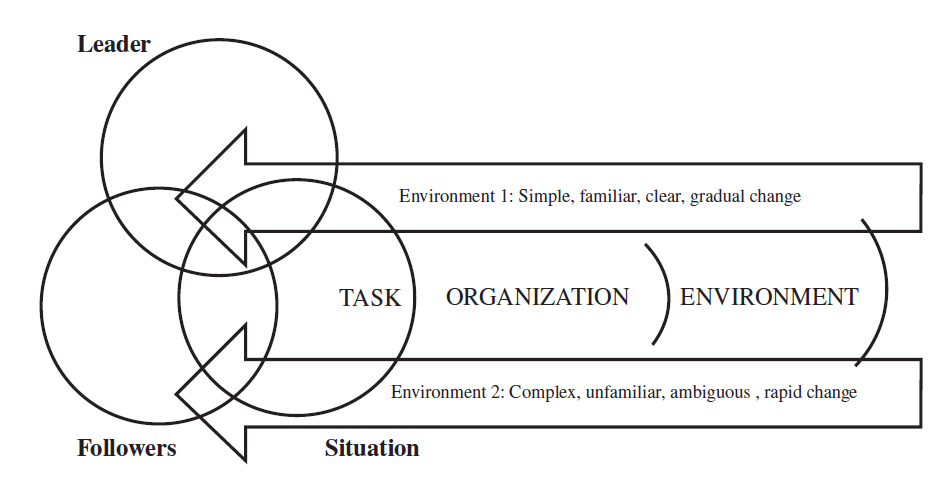 Leader
Environment 1: Simple, familiar, clear, gradual change
TASK ORGANIZATION ENVIRONMENT
Environment 2: Complex, unfamiliar, ambiguous , rapid change
Followers Situation